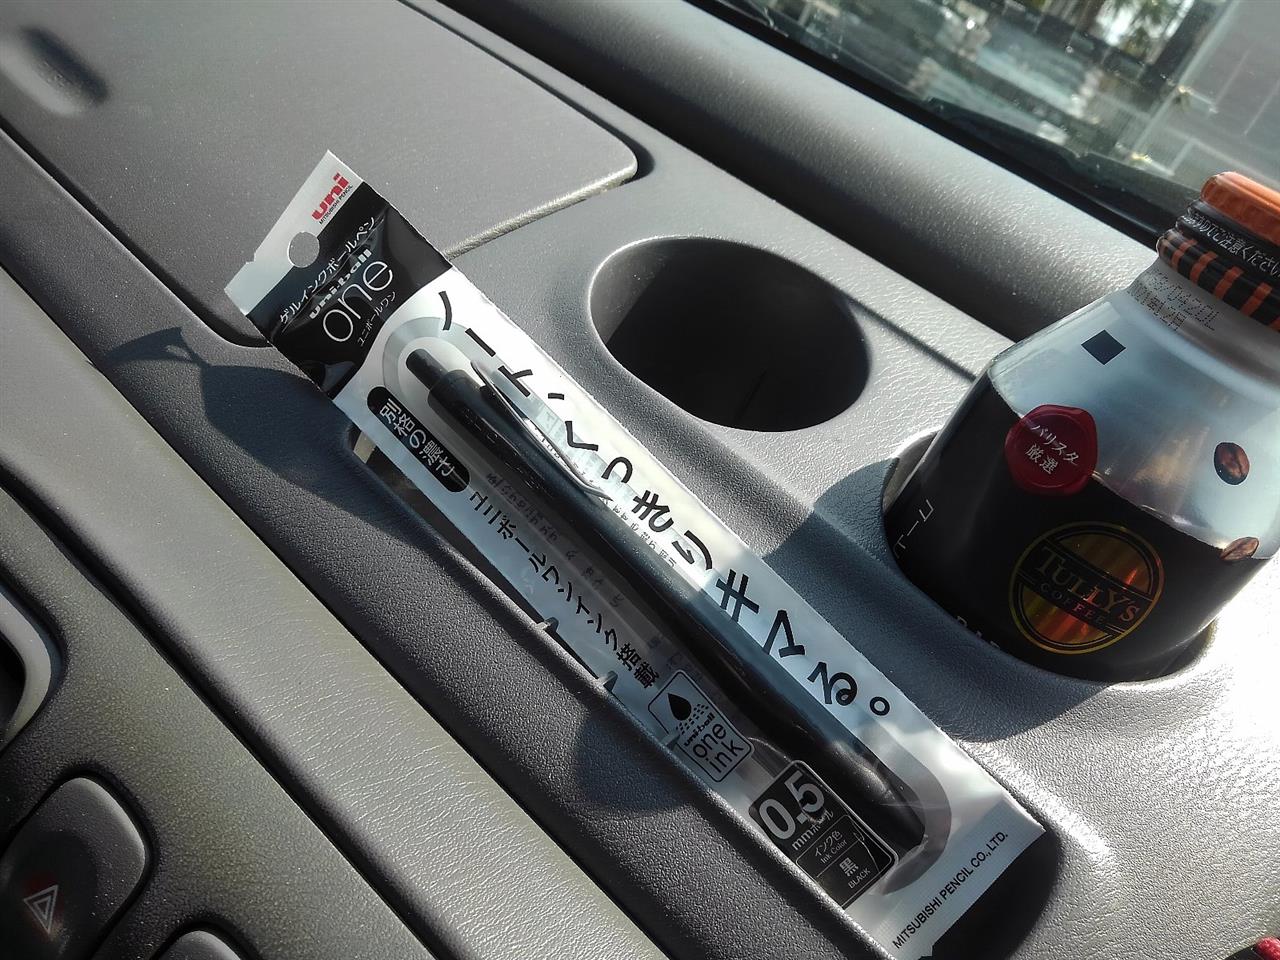 uni
MITSUBISHI PENCIL
ゲルインクボールペン
uni-ball
one
ユニボールワン
ノートくっきりキマる。
別格の濃さ!
ユニボールワンインク搭載
uni-ball
one
ink
0.5
mmボール
インク色
Ink Color
黒
BLACK
MITSUBISHI PENCIL CO., LTD.
バリスタ
厳選
TULLY'S
COFFEE